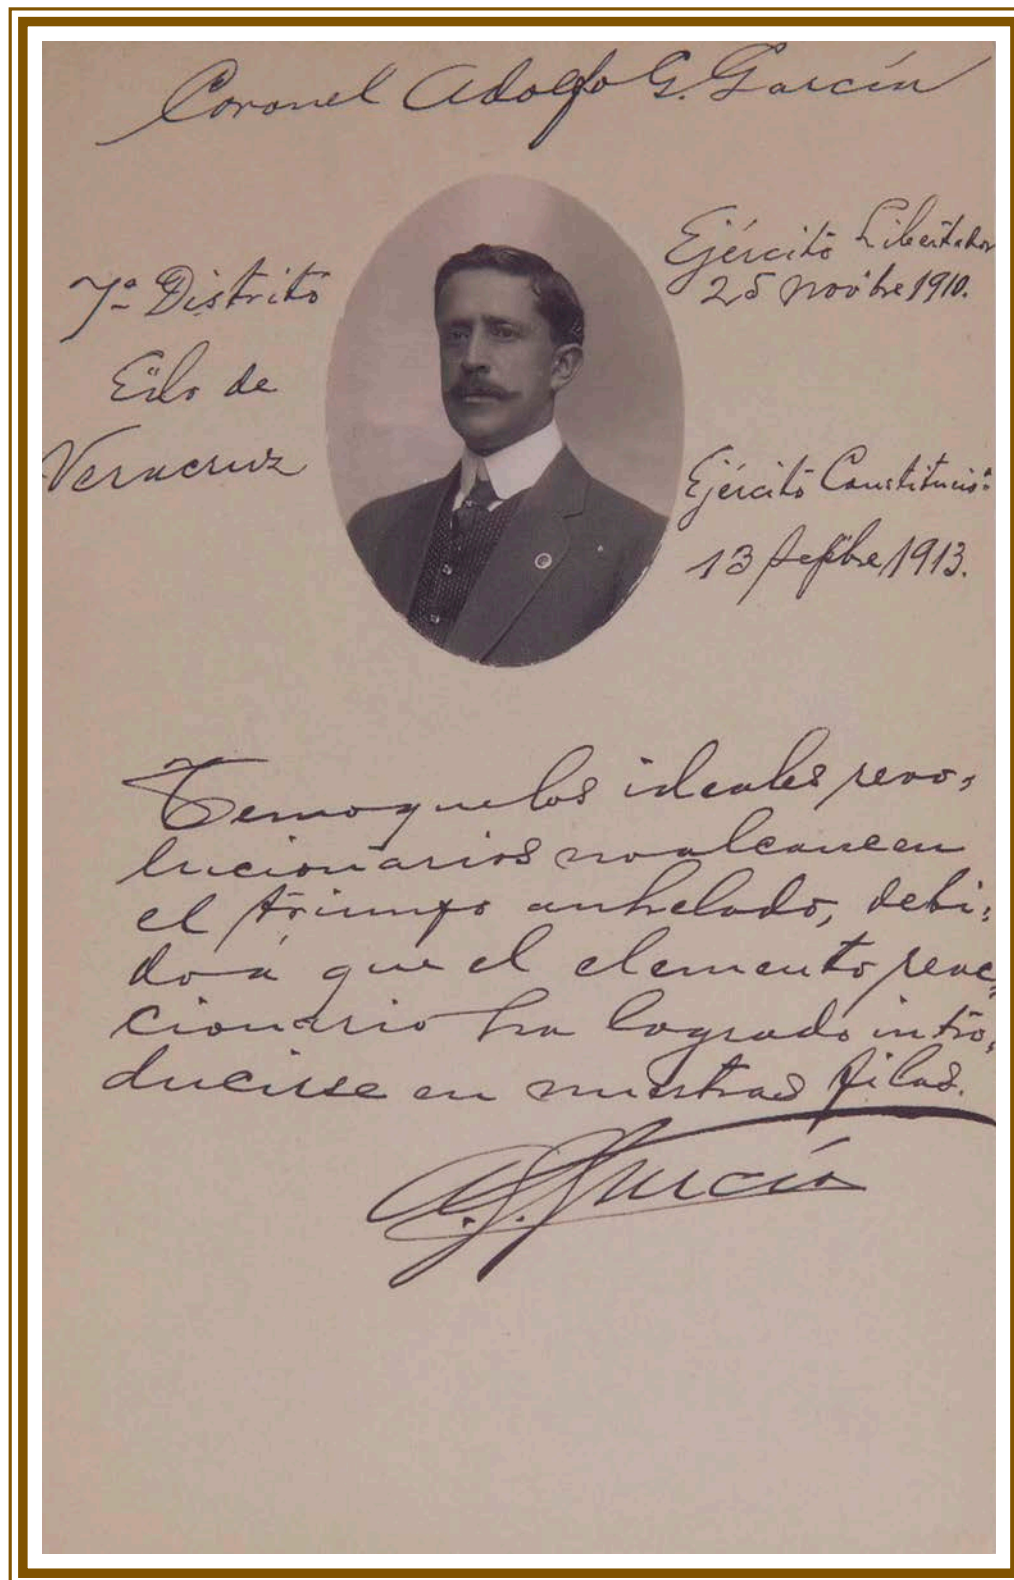 Coronel Adolfo G. García
7º Distrito
Edo de
Veracruz
Ejército Libertador
25 novbre 1910.
Ejército Constitucio.
13 sepbre 1913.
Temo que los ideales revo-
lucionarios no alcancen
el triunfo anhelado, debi-
do á que el elemento reac-
cionario ha logrado intro-
ducirse en nuestras filas.
A. G. García